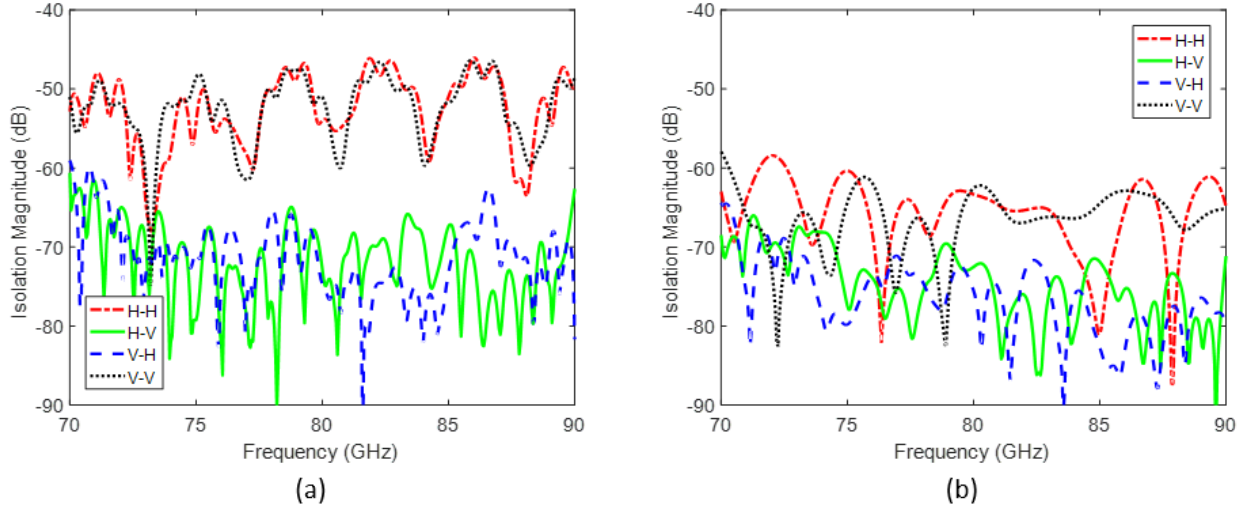 -40
-50
-60
-70
-80
-90
Isolation Magnitude (dB)
H-H
H-V
V-H
V-V
70
75
80
85
90
Frequency (GHz)
(a)
-40
-50
-60
-70
-80
-90
Isolation Magnitude (dB)
H-H
H-V
V-H
V-V
70
75
80
85
90
Frequency (GHz)
(b)